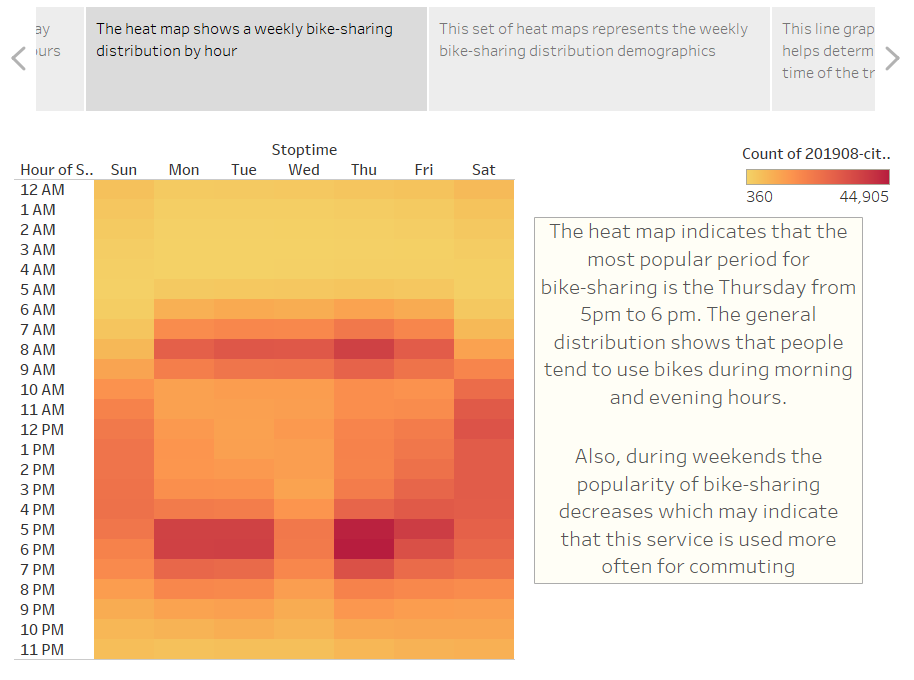 ay
ours
The heat map shows a weekly bike-sharing
distribution by hour
This set of heat maps represents the weekly
bike-sharing distribution demographics
This line grap
helps determ
time of the tr
Stoptime
Hour of S.. Sun Mon Tue Wed Thu Fri Sat
12 AM
1 AM
2 AM
3 AM
4 AM
5 AM
6 AM
7 AM
8 AM
9 AM
10 AM
11 AM
12 PM
1 PM
2 PM
3 PM
4 PM
5 PM
6 PM
7 PM
8 PM
9 PM
10 PM
11 PM
Count of 201908-cit..
360 44,905
The heat map indicates that the
most popular period for
bike-sharing is the Thursday from
5pm to 6 pm. The general
distribution shows that people
tend to use bikes during morning
and evening hours.
Also, during weekends the
popularity of bike-sharing
decreases which may indicate
that this service is used more
often for commuting